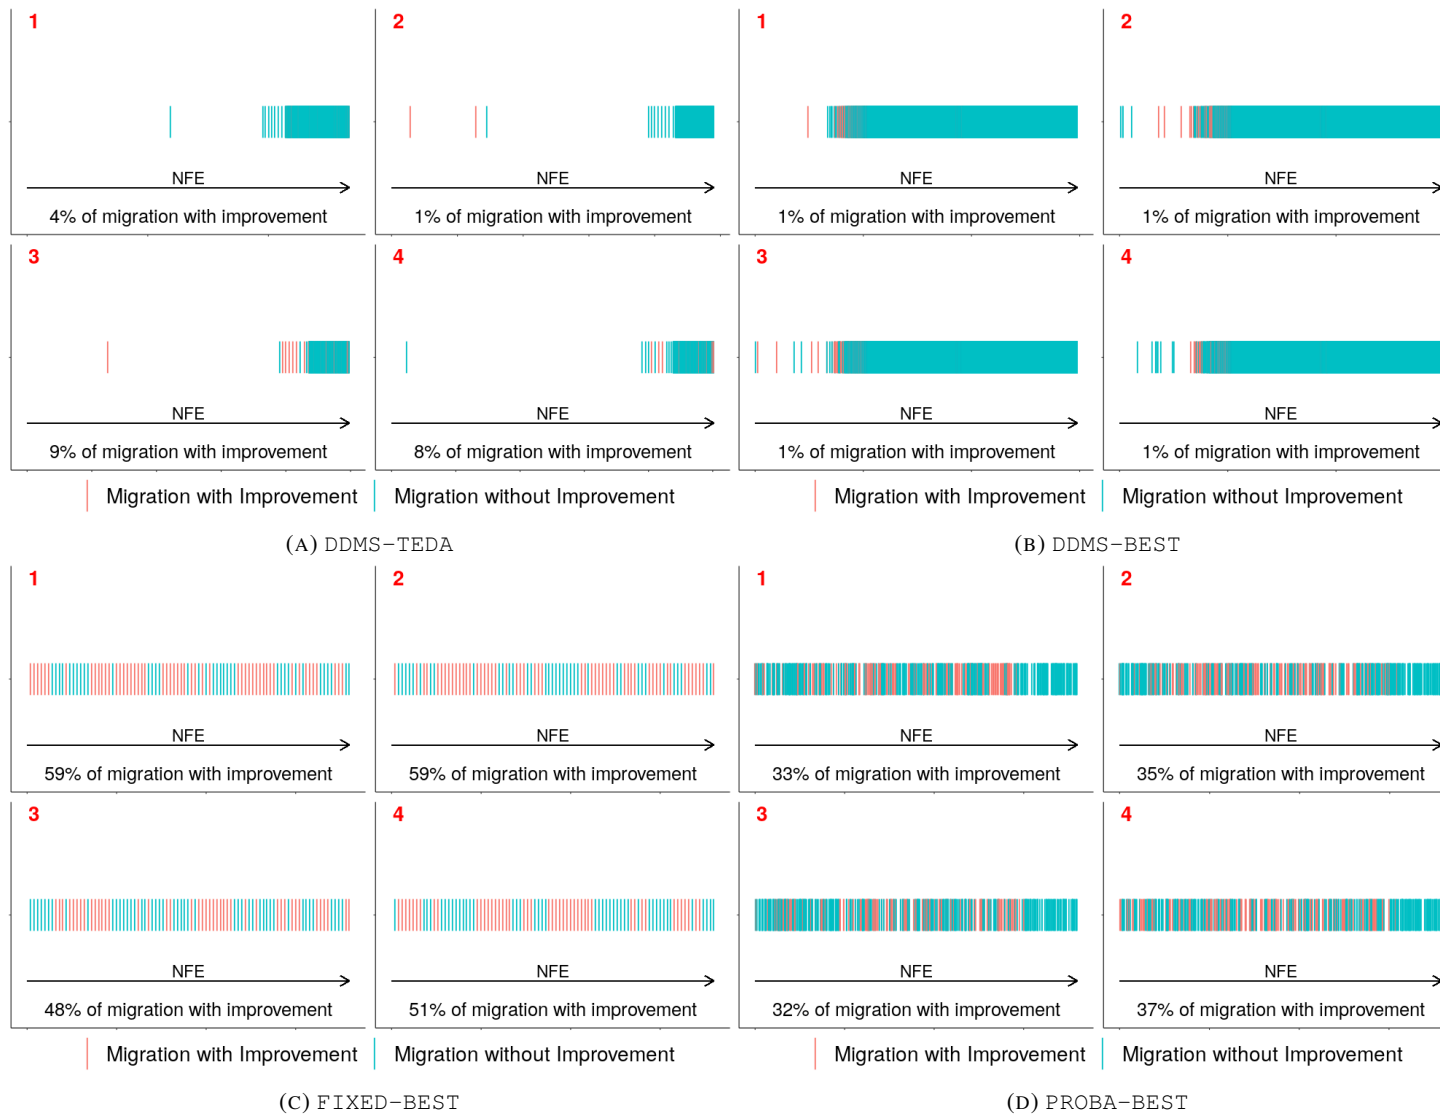 1
2
1
2
NFE
NFE
NFE
NFE
4% of migration with improvement
1% of migration with improvement
1% of migration with improvement
1% of migration with improvement
3
4
3
4
NFE
NFE
NFE
NFE
9% of migration with improvement
8% of migration with improvement
1% of migration with improvement
1% of migration with improvement
Migration with Improvement
Migration without Improvement
Migration with Improvement
Migration without Improvement
(A) DDMS-TEDA
(B) DDMS-BEST
1
2
1
2
NFE
NFE
NFE
NFE
59% of migration with improvement
59% of migration with improvement
33% of migration with improvement
35% of migration with improvement
3
4
3
4
NFE
NFE
NFE
NFE
48% of migration with improvement
51% of migration with improvement
32% of migration with improvement
37% of migration with improvement
Migration with Improvement
Migration without Improvement
Migration with Improvement
Migration without Improvement
(C) FIXED-BEST
(D) PROBA-BEST